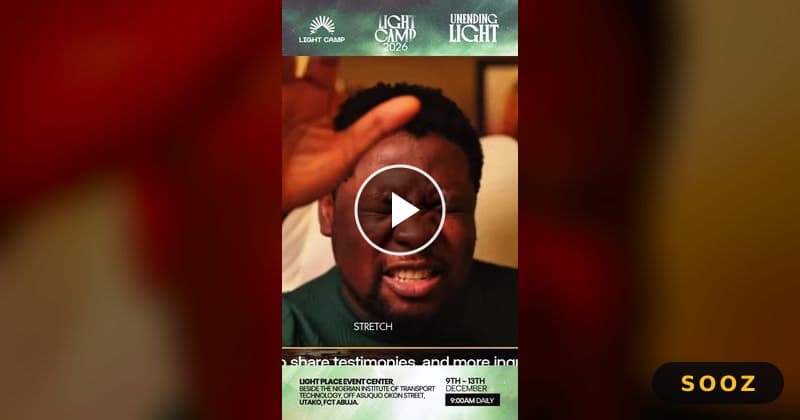 LIGHT CAMP
LIGHT
CAMP
2026
UNENDING
LIGHT
STRETCH
share testimonies, and more
LIGHT PLACE EVENT CENTER,
BESIDE THE NIGERIAN INSTITUTE OF TRANSPORT
TECHNOLOGY, OFF ASUQUO OKON STREET,
UTAKO, FCT ABUJA.
9TH – 13TH
DECEMBER
9:00AM DAILY
SOOZ